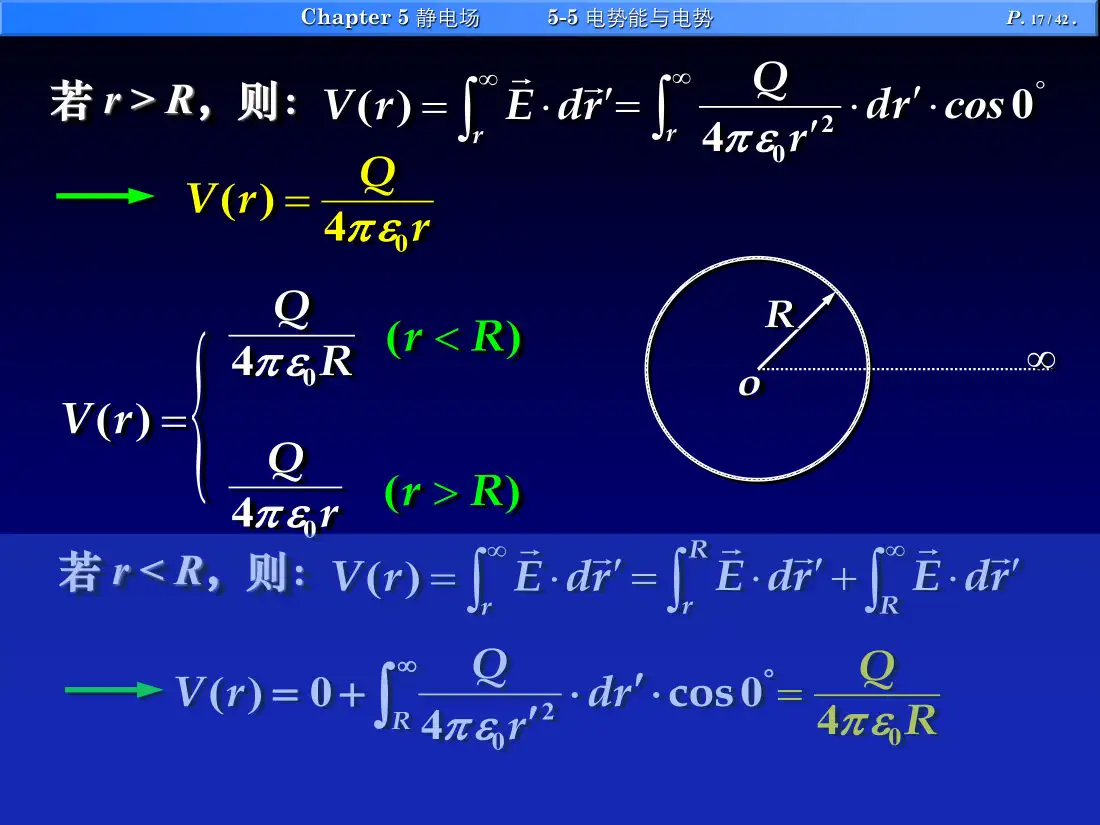 Chapter 5 静电场 5-5 电势能与电势 P. 17 / 42 .
若 r > R，则： V(r) = ∫_r^∞ E⃗ · dr⃗′ = ∫_r^∞ Q/(4πε₀r′²) · dr′ · cos 0°
V(r) = Q/(4πε₀r)
V(r) = { Q/(4πε₀R) (r < R)
Q/(4πε₀r) (r > R)
R
o
∞
若 r < R，则： V(r) = ∫_r^∞ E⃗ · dr⃗′ = ∫_r^R E⃗ · dr⃗′ + ∫_R^∞ E⃗ · dr⃗′
V(r) = 0 + ∫_R^∞ Q/(4πε₀r′²) · dr′ · cos 0° = Q/(4πε₀R)